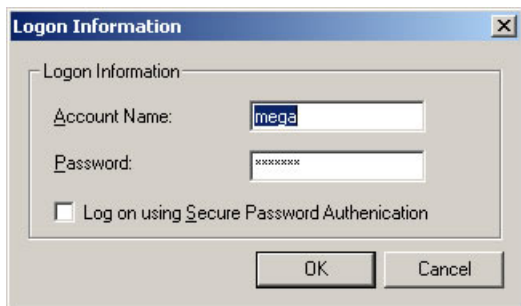 Logon Information
Logon Information
Account Name:
mega
Password:
*******
Log on using Secure Password Authenication
OK
Cancel